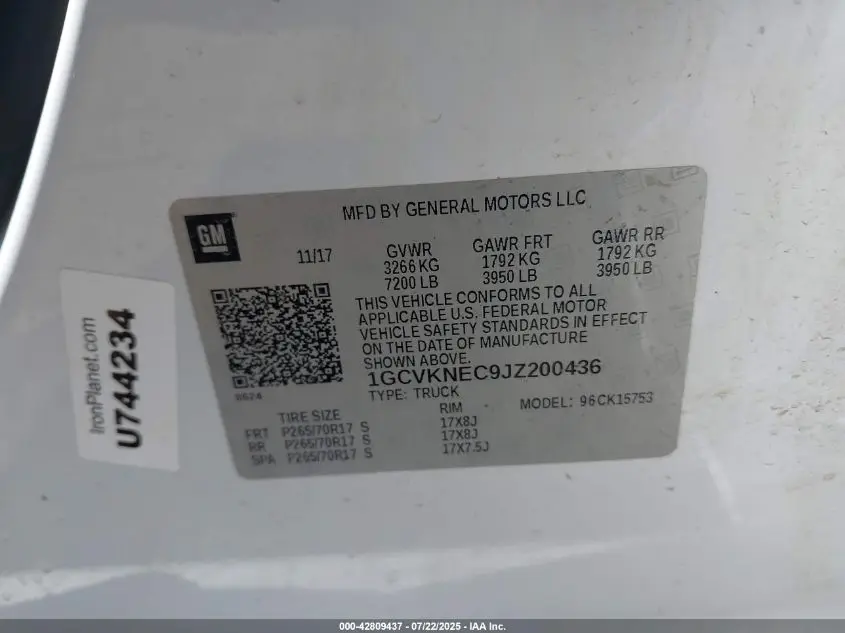 GM
MFD BY GENERAL MOTORS LLC
11/17
GVWR
3266 KG
7200 LB
GAWR FRT
1792 KG
3950 LB
GAWR RR
1792 KG
3950 LB
THIS VEHICLE CONFORMS TO ALL
APPLICABLE U.S. FEDERAL MOTOR
VEHICLE SAFETY STANDARDS IN EFFECT
ON THE DATE OF MANUFACTURE
SHOWN ABOVE.
1GCVKNEC9JZ200436
TYPE: TRUCK
MODEL: 96CK15753
TIRE SIZE
RIM
FRT P265/70R17 S 17X8J
RR P265/70R17 S 17X8J
SPA P265/70R17 S 17X7.5J
IronPlanet.com
U744234
000-42809437 - 07/22/2025 - IAA Inc.